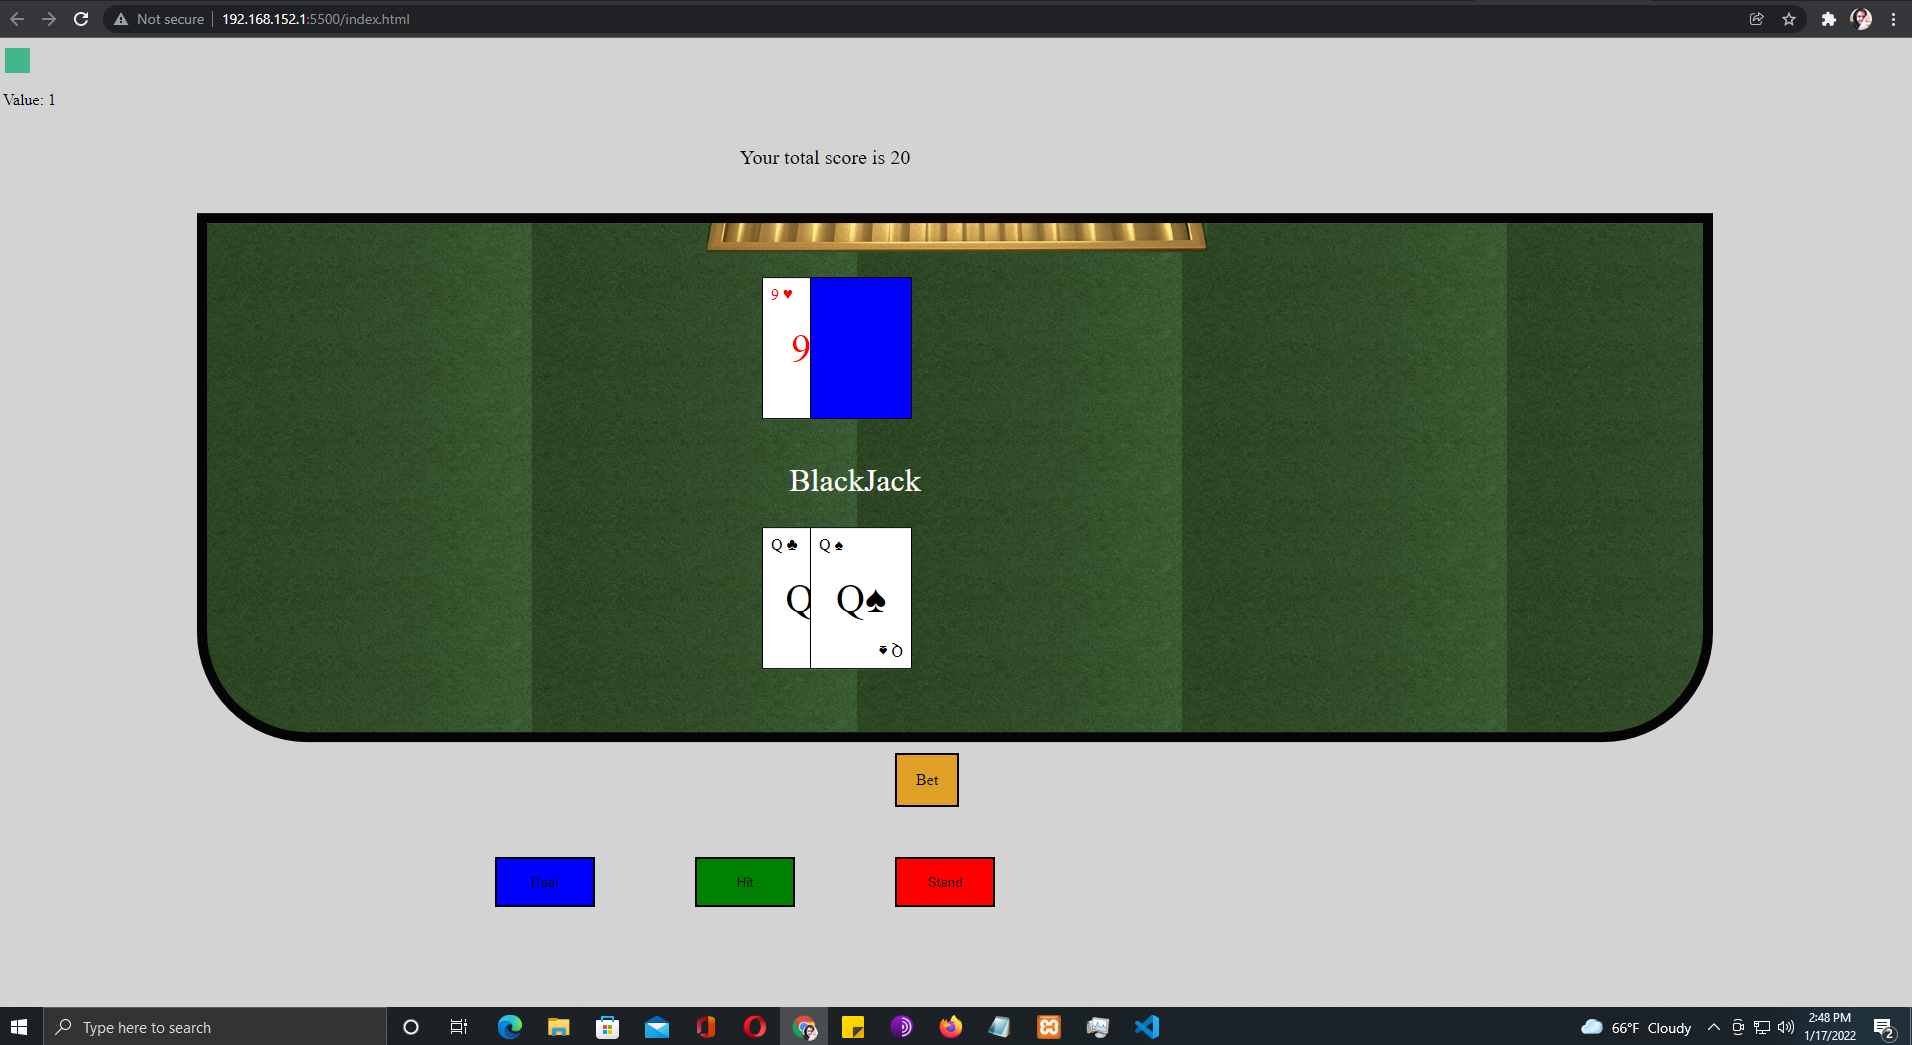 Not secure
192.168.152.1:5500/index.html
Value: 1
Your total score is 20
9 ♥
9
BlackJack
Q ♣
Q
Q ♠
Q♠
Q ♠
Bet
Deal
Hit
Stand
Type here to search
66°F Cloudy
2:48 PM
1/17/2022
2